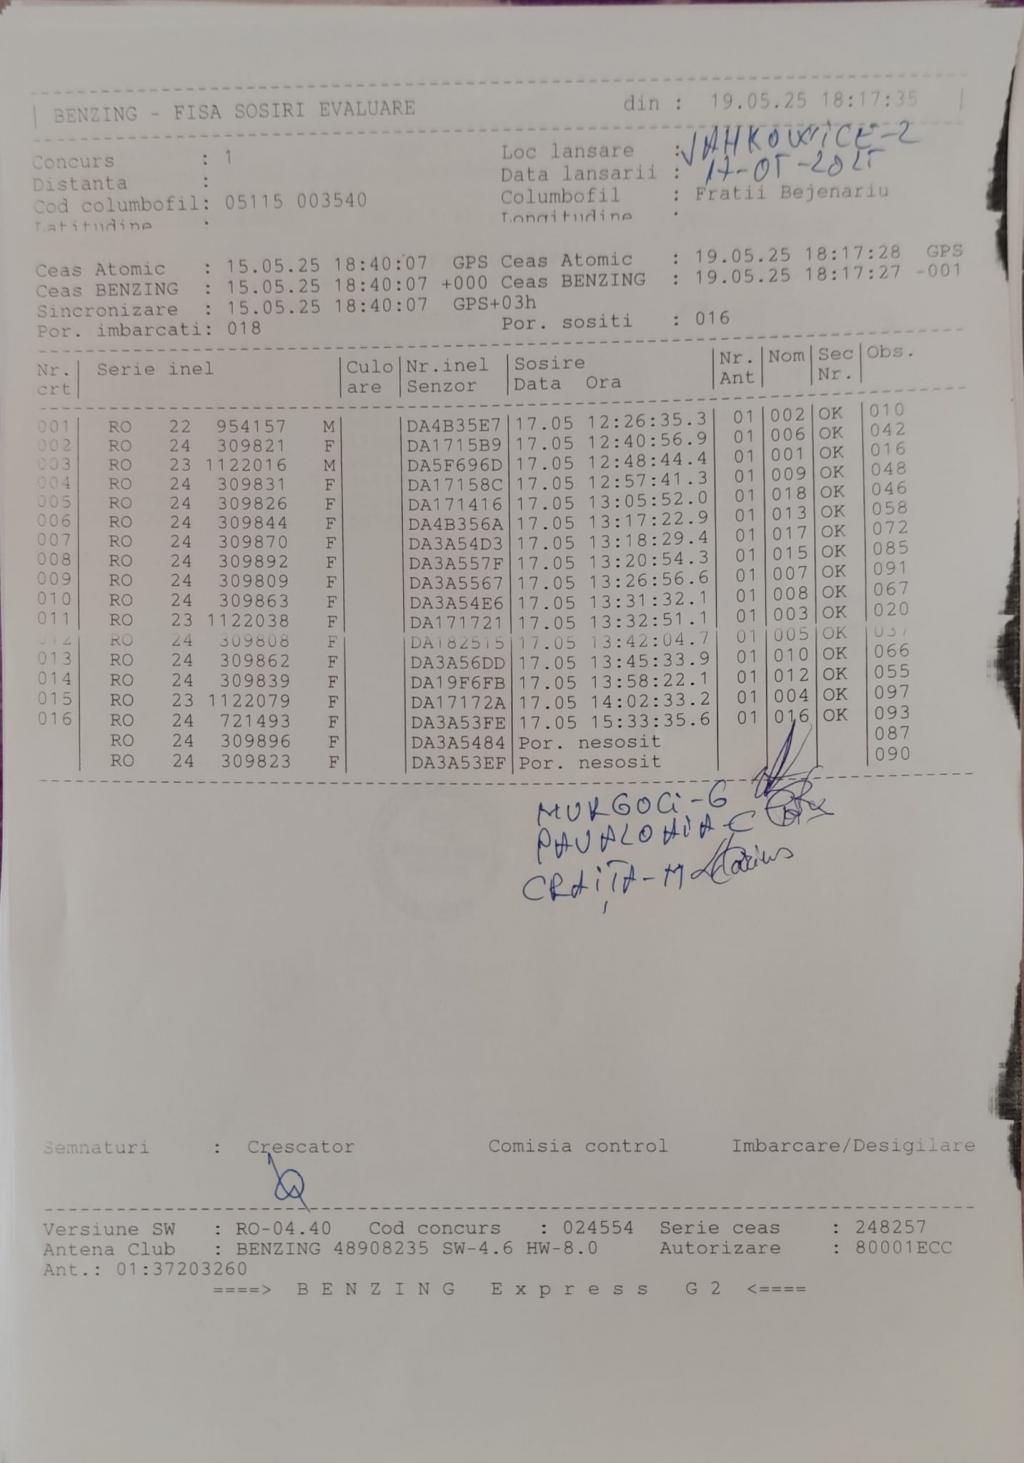 BENZING - FISA SOSIRI EVALUARE din : 19.05.25 18:17:35
Concurs : 1 Loc lansare : JAHKOWICE-2
Distanta : Data lansarii : 17-05-2025
Cod columbofil: 05115 003540 Columbofil : Fratii Bejenariu
Latitudine : Longitudine :
Ceas Atomic : 15.05.25 18:40:07 GPS Ceas Atomic : 19.05.25 18:17:28 GPS
Ceas BENZING : 15.05.25 18:40:07 +000 Ceas BENZING : 19.05.25 18:17:27 -001
Sincronizare : 15.05.25 18:40:07 GPS+03h
Por. imbarcati: 018 Por. sositi : 016
Nr. Serie inel Culo Nr.inel Sosire Nr. Nom Sec Obs.
crt are Senzor Data Ora Ant Nr.
001 RO 22 954157 M DA4B35E7 17.05 12:26:35.3 01 002 OK 010
002 RO 24 309821 F DA1715B9 17.05 12:40:56.9 01 006 OK 042
003 RO 23 1122016 M DA5F696D 17.05 12:48:44.4 01 001 OK 016
004 RO 24 309831 F DA17158C 17.05 12:57:41.3 01 009 OK 048
005 RO 24 309826 F DA171416 17.05 13:05:52.0 01 018 OK 046
006 RO 24 309844 F DA4B356A 17.05 13:17:22.9 01 013 OK 058
007 RO 24 309870 F DA3A54D3 17.05 13:18:29.4 01 017 OK 072
008 RO 24 309892 F DA3A557F 17.05 13:20:54.3 01 015 OK 085
009 RO 24 309809 F DA3A5567 17.05 13:26:56.6 01 007 OK 091
010 RO 24 309863 F DA3A54E6 17.05 13:31:32.1 01 008 OK 067
011 RO 23 1122038 F DA171721 17.05 13:32:51.1 01 003 OK 020
012 RO 24 309808 F DA182515 17.05 13:42:04.7 01 005 OK 037
013 RO 24 309862 F DA3A56DD 17.05 13:45:33.9 01 010 OK 066
014 RO 24 309839 F DA19F6FB 17.05 13:58:22.1 01 012 OK 055
015 RO 23 1122079 F DA17172A 17.05 14:02:33.2 01 004 OK 097
016 RO 24 721493 F DA3A53FE 17.05 15:33:35.6 01 016 OK 093
RO 24 309896 F DA3A5484 Por. nesosit 087
RO 24 309823 F DA3A53EF Por. nesosit 090
MURGOCI-G
PAVALOAIA-C
CRAIȚA-M
Semnaturi : Crescator Comisia control Imbarcare/Desigilare
Versiune SW : RO-04.40 Cod concurs : 024554 Serie ceas : 248257
Antena Club : BENZING 48908235 SW-4.6 HW-8.0 Autorizare : 80001ECC
Ant.: 01:37203260
====> B E N Z I N G E x p r e s s G 2 <====